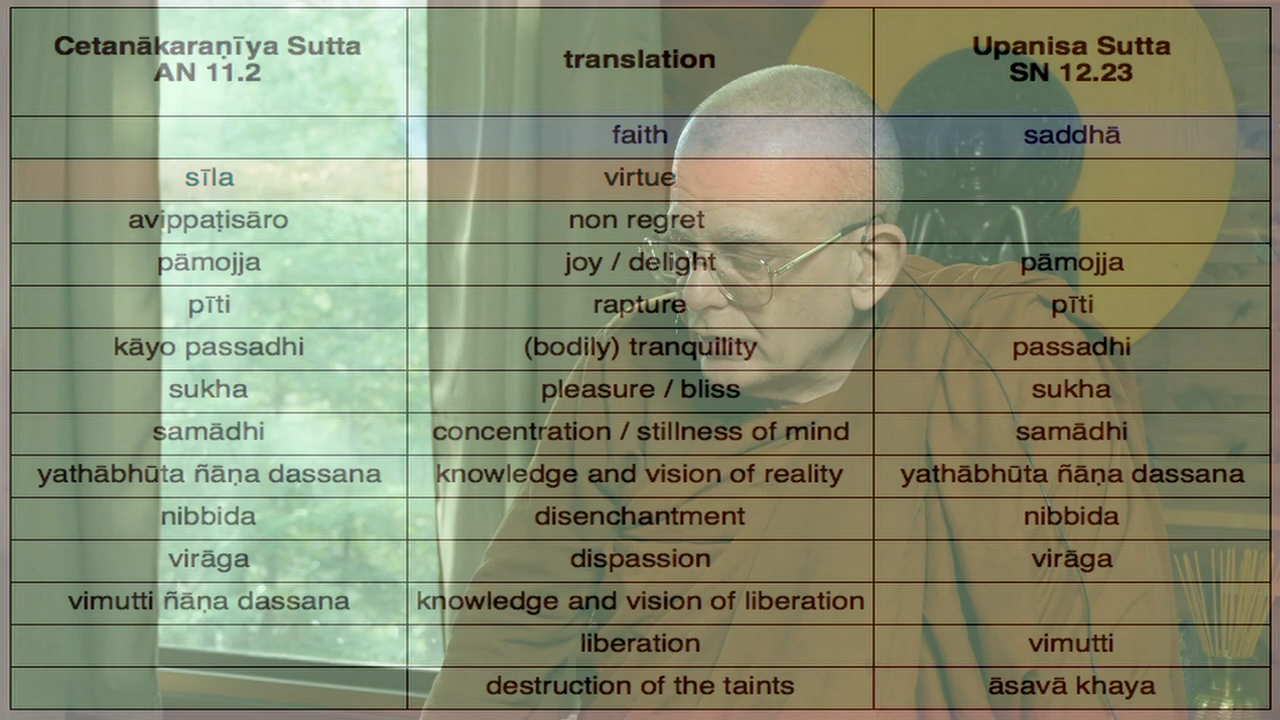 Cetanākaraṇīya Sutta
AN 11.2
translation
Upanisa Sutta
SN 12.23
faith saddhā
sīla virtue
avippaṭisāro non regret
pāmojja joy / delight pāmojja
pīti rapture pīti
kāyo passadhi (bodily) tranquility passadhi
sukha pleasure / bliss sukha
samādhi concentration / stillness of mind samādhi
yathābhūta ñāṇa dassana knowledge and vision of reality yathābhūta ñāṇa dassana
nibbida disenchantment nibbida
virāga dispassion virāga
vimutti ñāṇa dassana knowledge and vision of liberation
liberation vimutti
destruction of the taints āsavā khaya